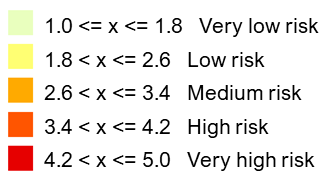 1.0 <= x <= 1.8 Very low risk
1.8 < x <= 2.6 Low risk
2.6 < x <= 3.4 Medium risk
3.4 < x <= 4.2 High risk
4.2 < x <= 5.0 Very high risk